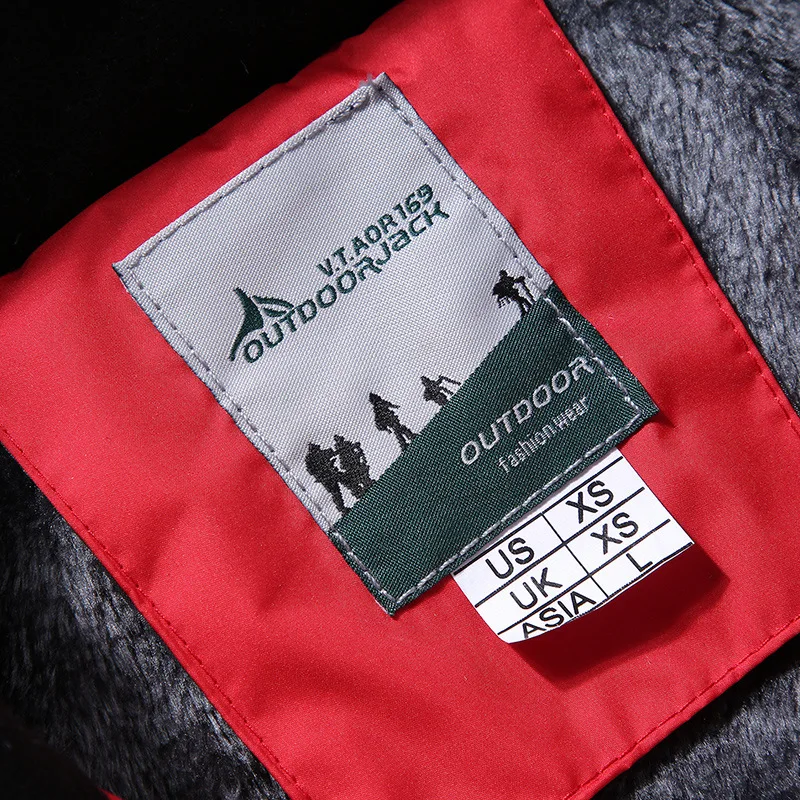 V.T.AOR169
OUTDOORJACK
OUTDOOR
fashion wear
US XS
UK XS
ASIA L